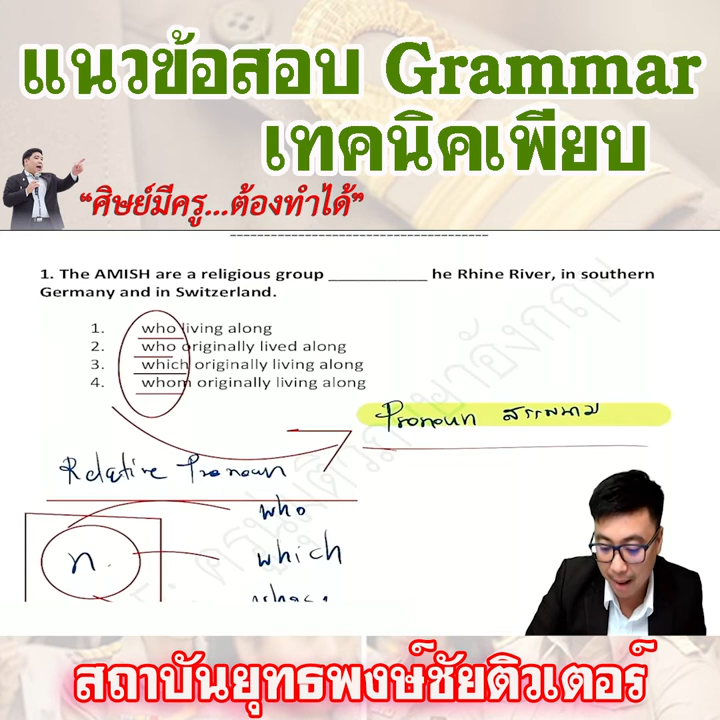 แนวข้อสอบ Grammar
เทคนิคเพียบ
“ศิษย์มีครู...ต้องทำได้”
1. The AMISH are a religious group ____________ he Rhine River, in southern
Germany and in Switzerland.
1. who living along
2. who originally lived along
3. which originally living along
4. whom originally living along
Pronoun สรรพนาม
Relative Pronoun
who
n.
which
สถาบันยุทธพงษ์ชัยติวเตอร์